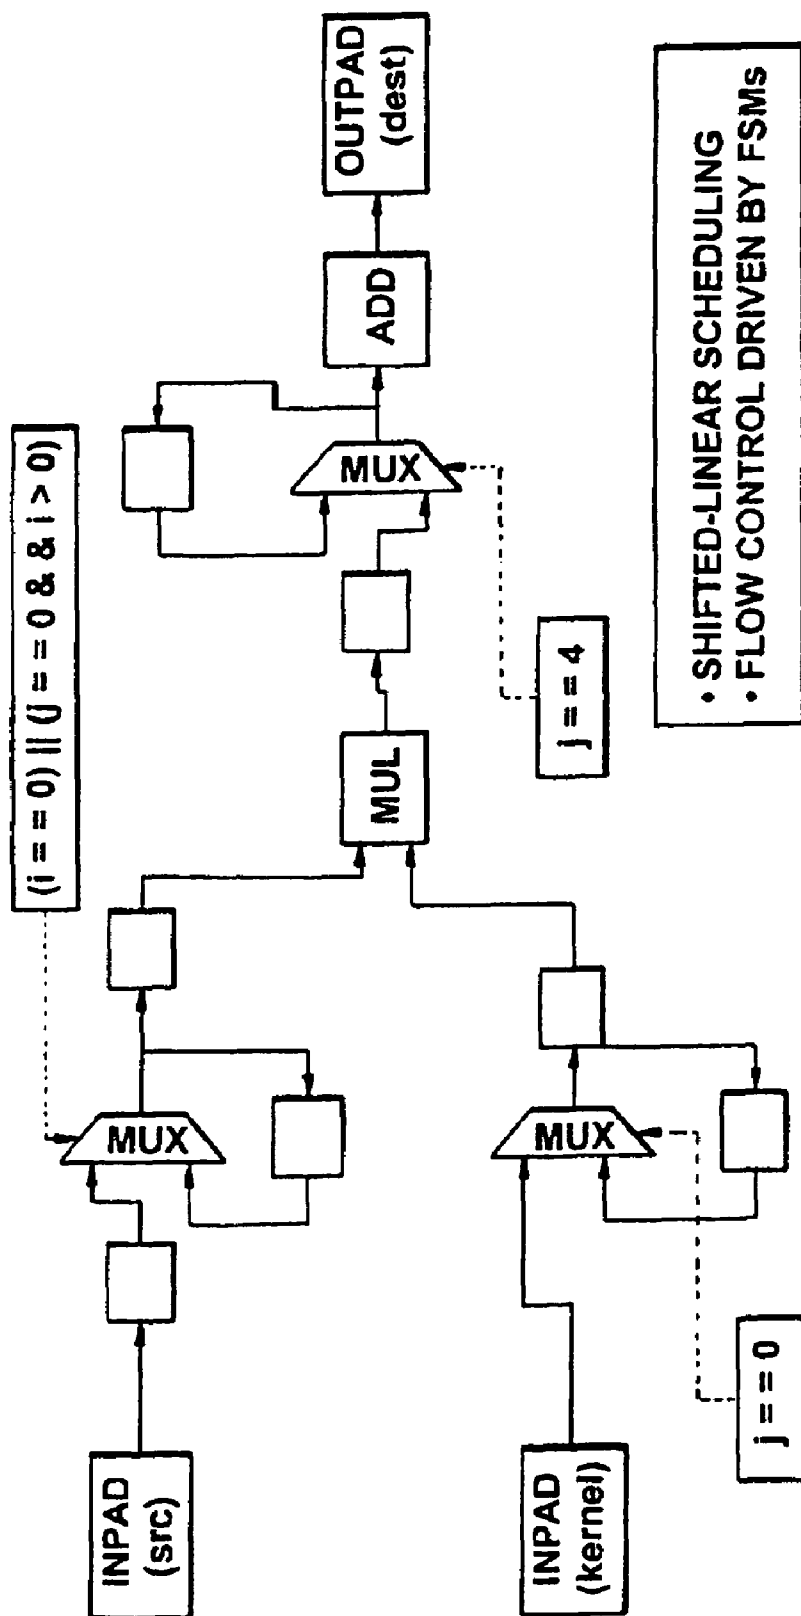 (i = = 0) || (j = = 0 & & i > 0)
INPAD
(src)
MUX
MUL
MUX
ADD
OUTPAD
(dest)
INPAD
(kernel)
MUX
j = = 0
j = = 4
• SHIFTED-LINEAR SCHEDULING
• FLOW CONTROL DRIVEN BY FSMs